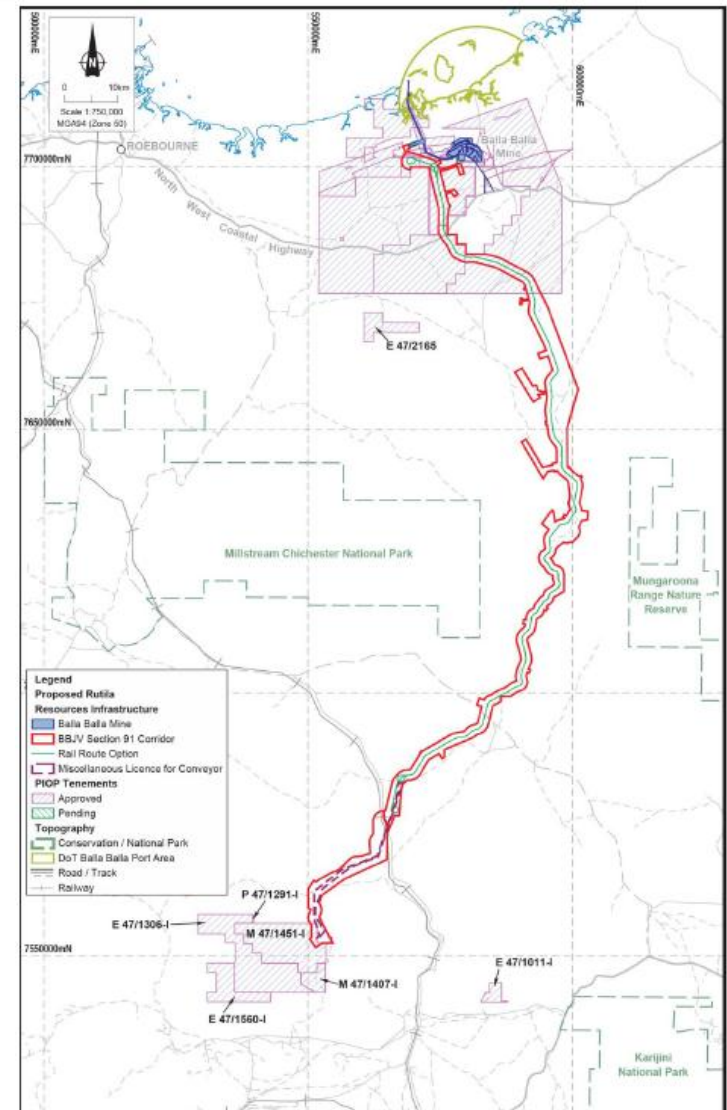 500000mE
550000mE
600000mE
N
0 10km
Scale 1:750,000
MGA94 (Zone 50)
ROEBOURNE
7700000mN
Balla Balla
Mine
North West Coastal Highway
E 47/2165
7650000mN
Millstream Chichester National Park
Mungaroona
Range Nature
Reserve
Legend
Proposed Rutila
Resources Infrastructure
Balla Balla Mine
BBJV Section 91 Corridor
Rail Route Option
Miscellaneous Licence for Conveyor
PIOP Tenements
Approved
Pending
Topography
Conservation / National Park
DoT Balla Balla Port Area
Road / Track
Railway
P 47/1291-I
E 47/1306-I
M 47/1451-I
7550000mN
M 47/1407-I
E 47/1011-I
E 47/1560-I
Karijini
National Park